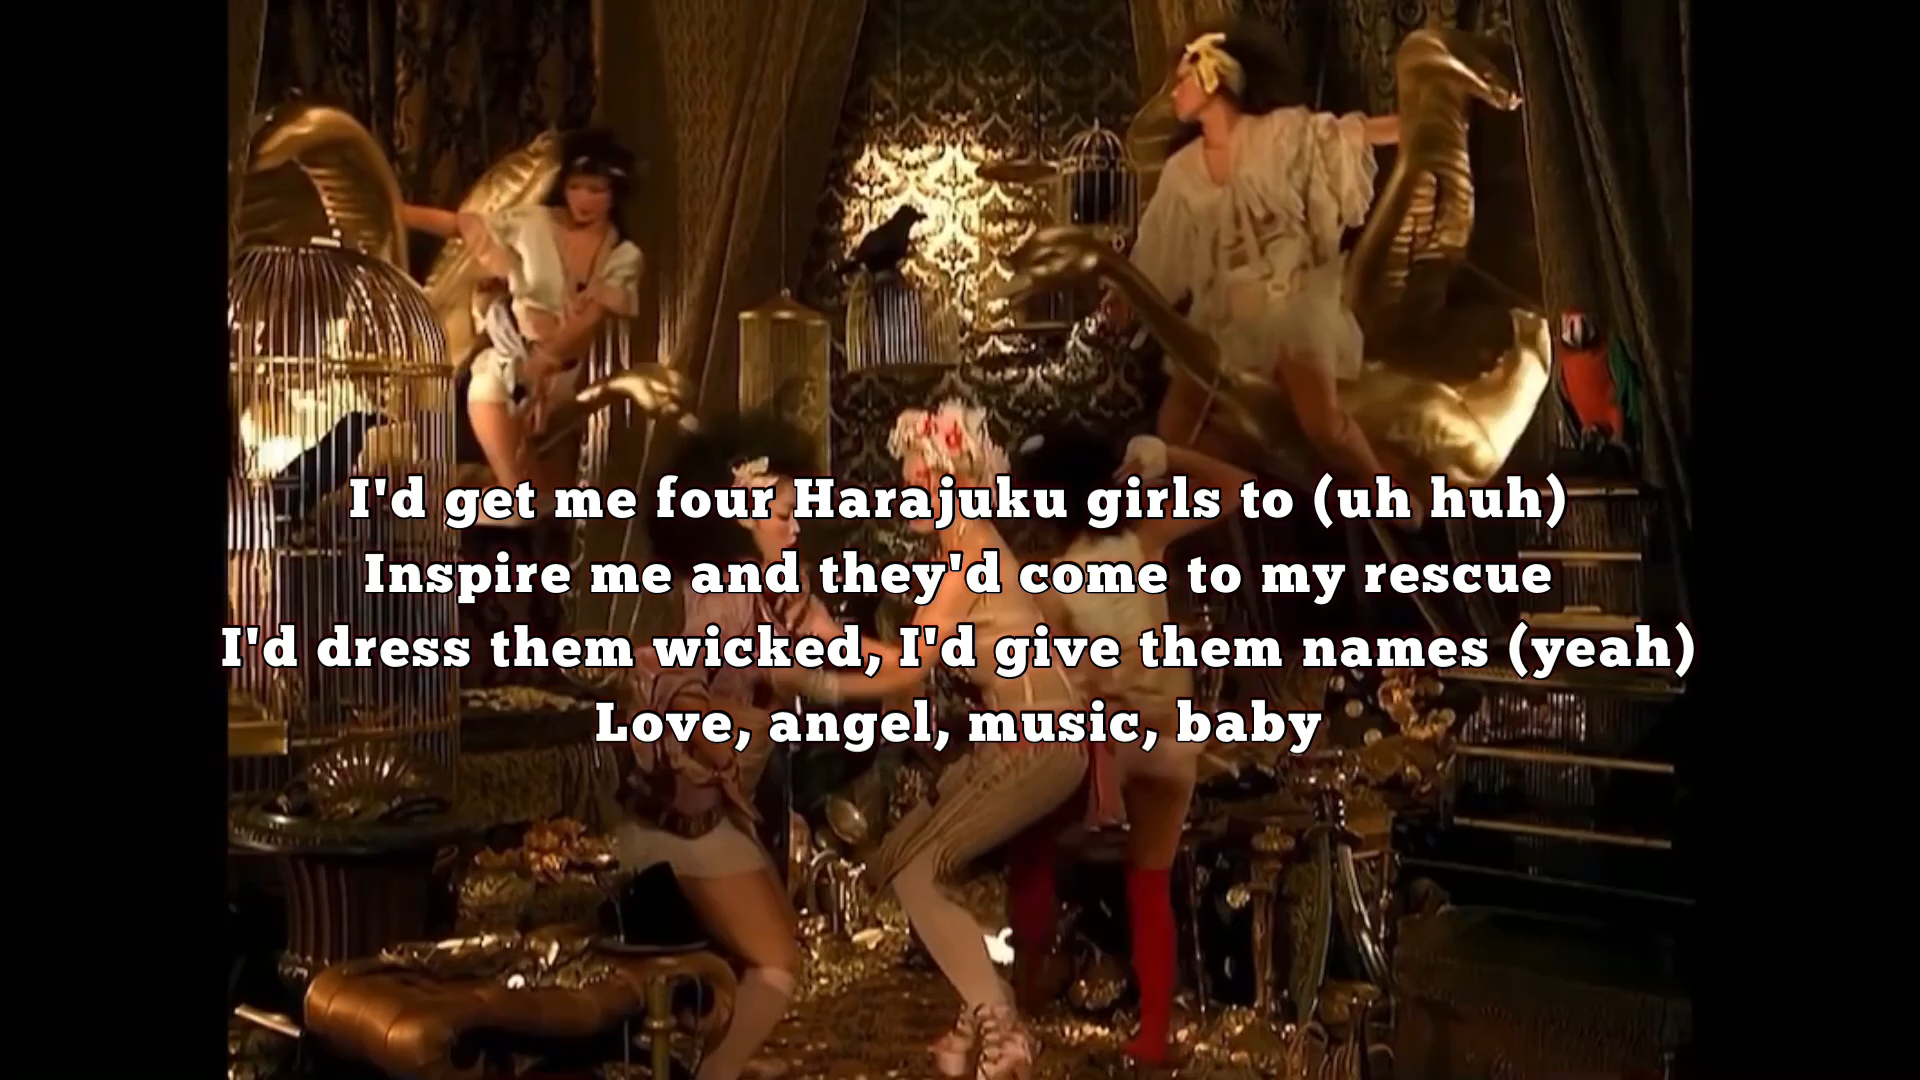 I'd get me four Harajuku girls to (uh huh)
Inspire me and they'd come to my rescue
I'd dress them wicked, I'd give them names (yeah)
Love, angel, music, baby